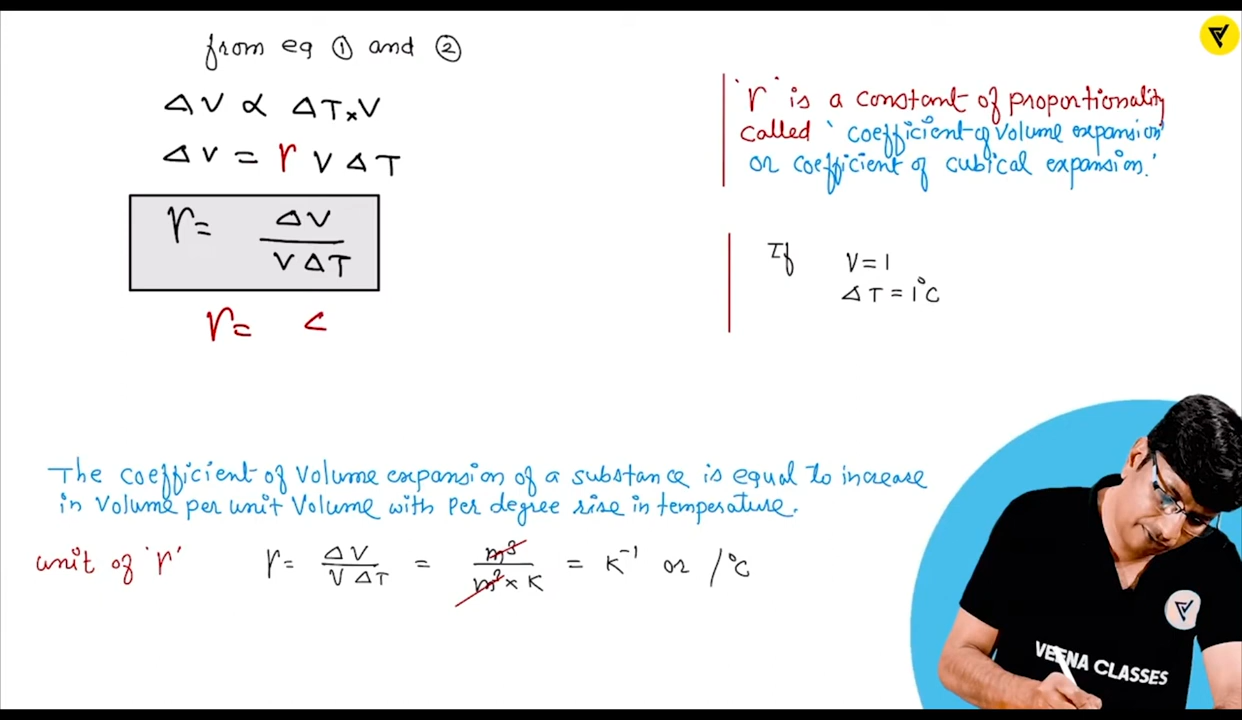 from eq ① and ②
ΔV ∝ ΔT×V
ΔV = r V ΔT
r = ΔV / V ΔT
r = <
'r' is a constant of proportionality
called 'coefficient of volume expansion
or coefficient of cubical expansion.'
If V = 1
ΔT = 1°C
The coefficient of volume expansion of a substance is equal to increase
in volume per unit volume with per degree rise in temperature.
unit of 'r' r = ΔV / V ΔT = m³ / m³ × K = K⁻¹ or /°C
VEENA CLASSES